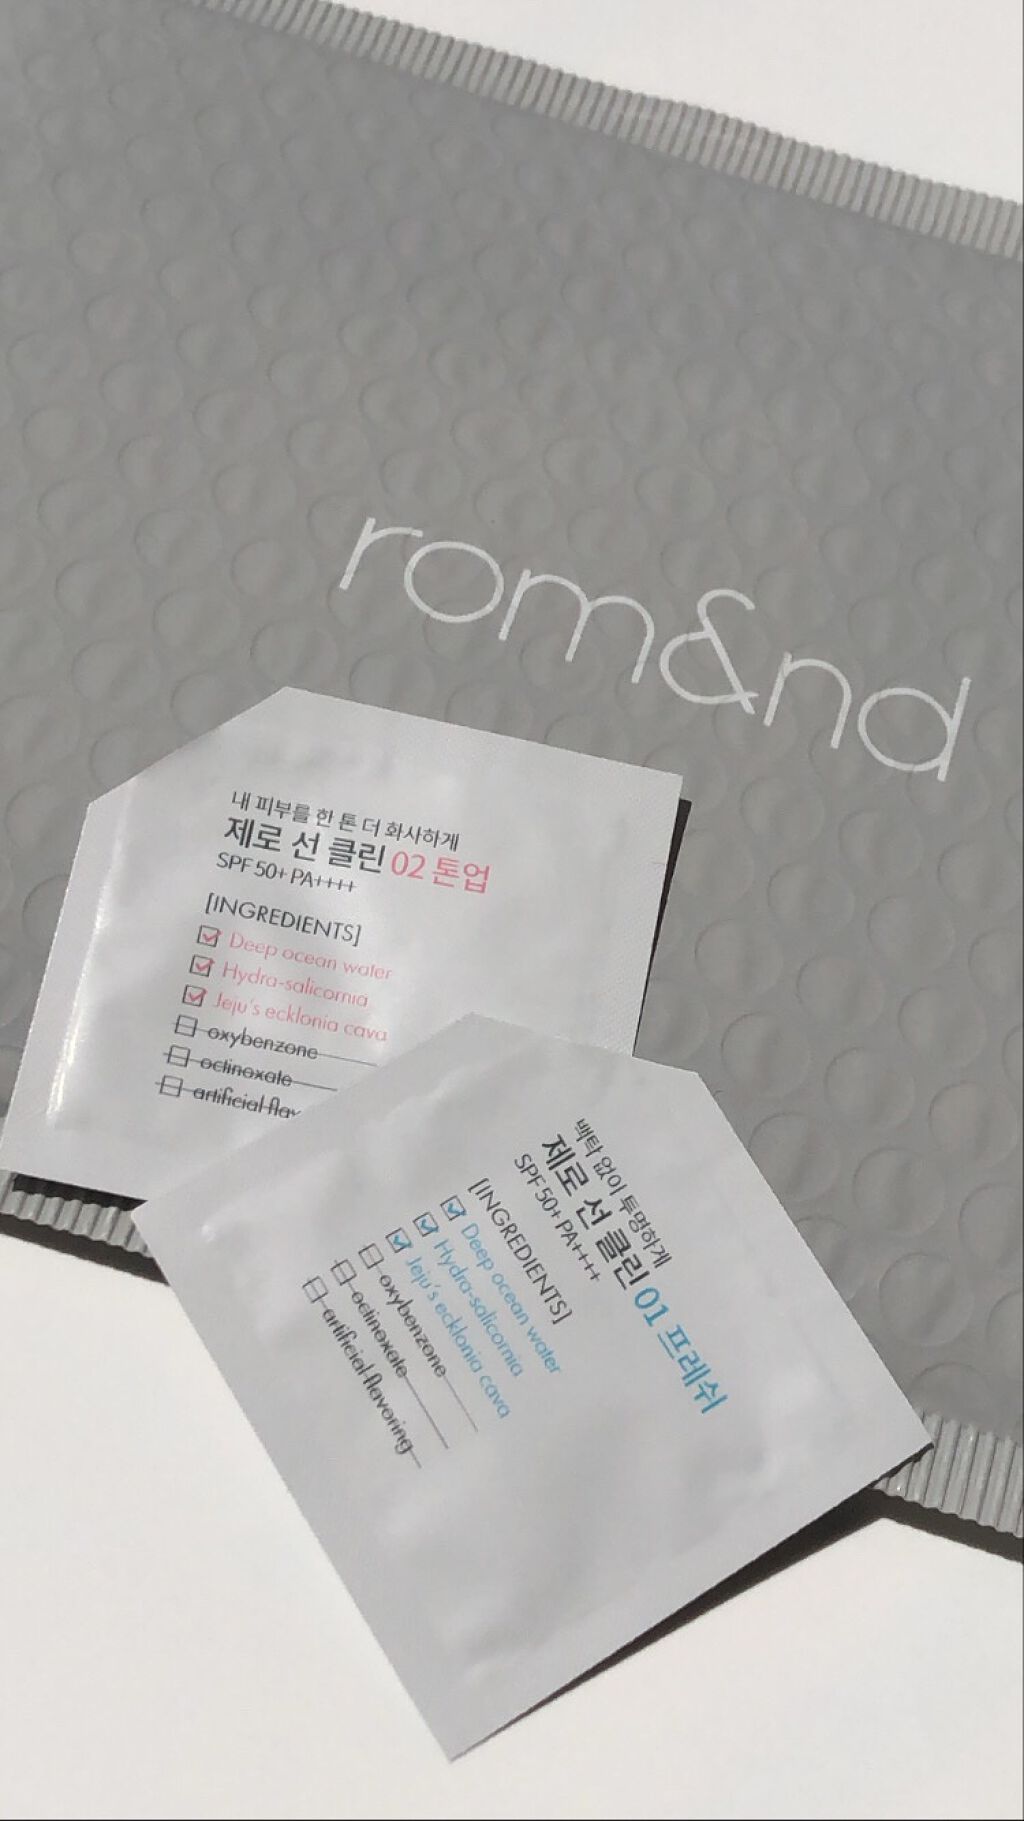 rom&nd
내 피부를 한 톤 더 화사하게
제로 선 클린 02 톤업
SPF 50+ PA++++
[INGREDIENTS]
Deep ocean water
Hydra-salicornia
Jeju's ecklonia cava
oxybenzone
octinoxate
artificial flav
백탁 없이 투명하게
제로 선 클린 01 프레쉬
SPF 50+ PA++++
[INGREDIENTS]
Deep ocean water
Hydra-salicornia
Jeju's ecklonia cava
oxybenzone
octinoxate
artificial flavoring